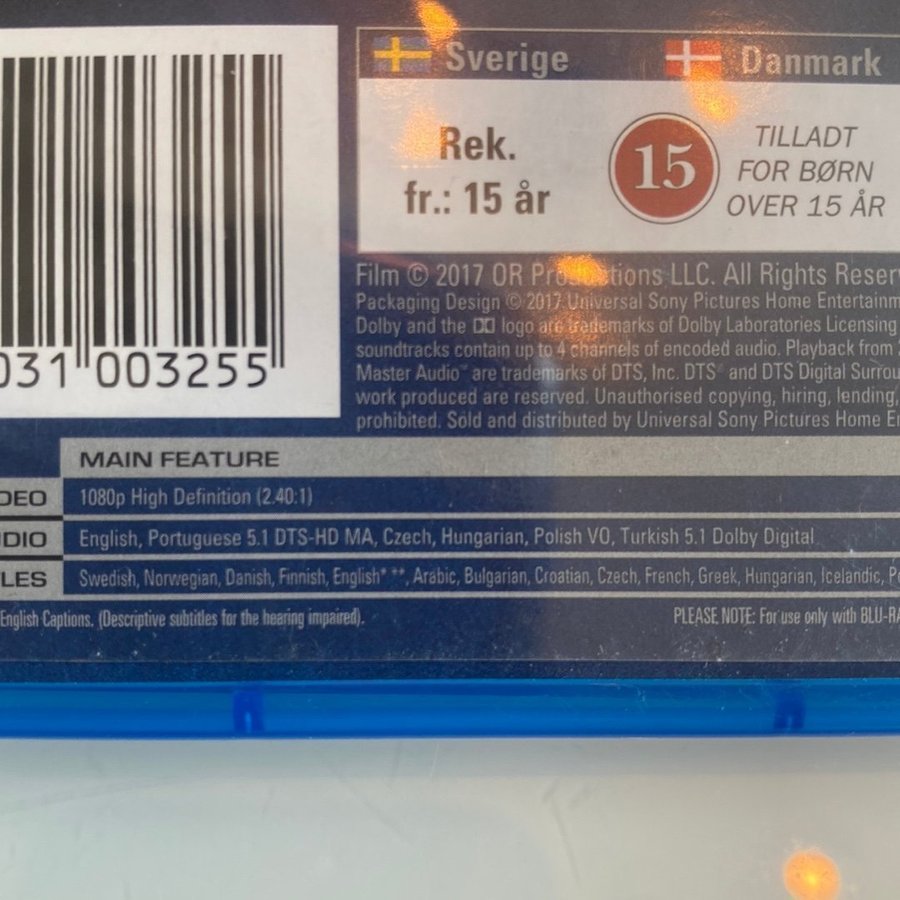 Sverige
Danmark
Rek.
fr.: 15 år
15
TILLADT
FOR BØRN
OVER 15 ÅR
031 003255
Film © 2017 OR Productions LLC. All Rights Reserv
Packaging Design © 2017 Universal Sony Pictures Home Entertainm
Dolby and the logo are trademarks of Dolby Laboratories Licensing
soundtracks contain up to 4 channels of encoded audio. Playback from 2
Master Audio™ are trademarks of DTS, Inc. DTS® and DTS Digital Surrou
work produced are reserved. Unauthorised copying, hiring, lending,
prohibited. Sold and distributed by Universal Sony Pictures Home En
MAIN FEATURE
DEO 1080p High Definition (2.40:1)
DIO English, Portuguese 5.1 DTS-HD MA, Czech, Hungarian, Polish VO, Turkish 5.1 Dolby Digital
LES Swedish, Norwegian, Danish, Finnish, English* **, Arabic, Bulgarian, Croatian, Czech, French, Greek, Hungarian, Icelandic, Po
English Captions. (Descriptive subtitles for the hearing impaired).
PLEASE NOTE: For use only with BLU-RA